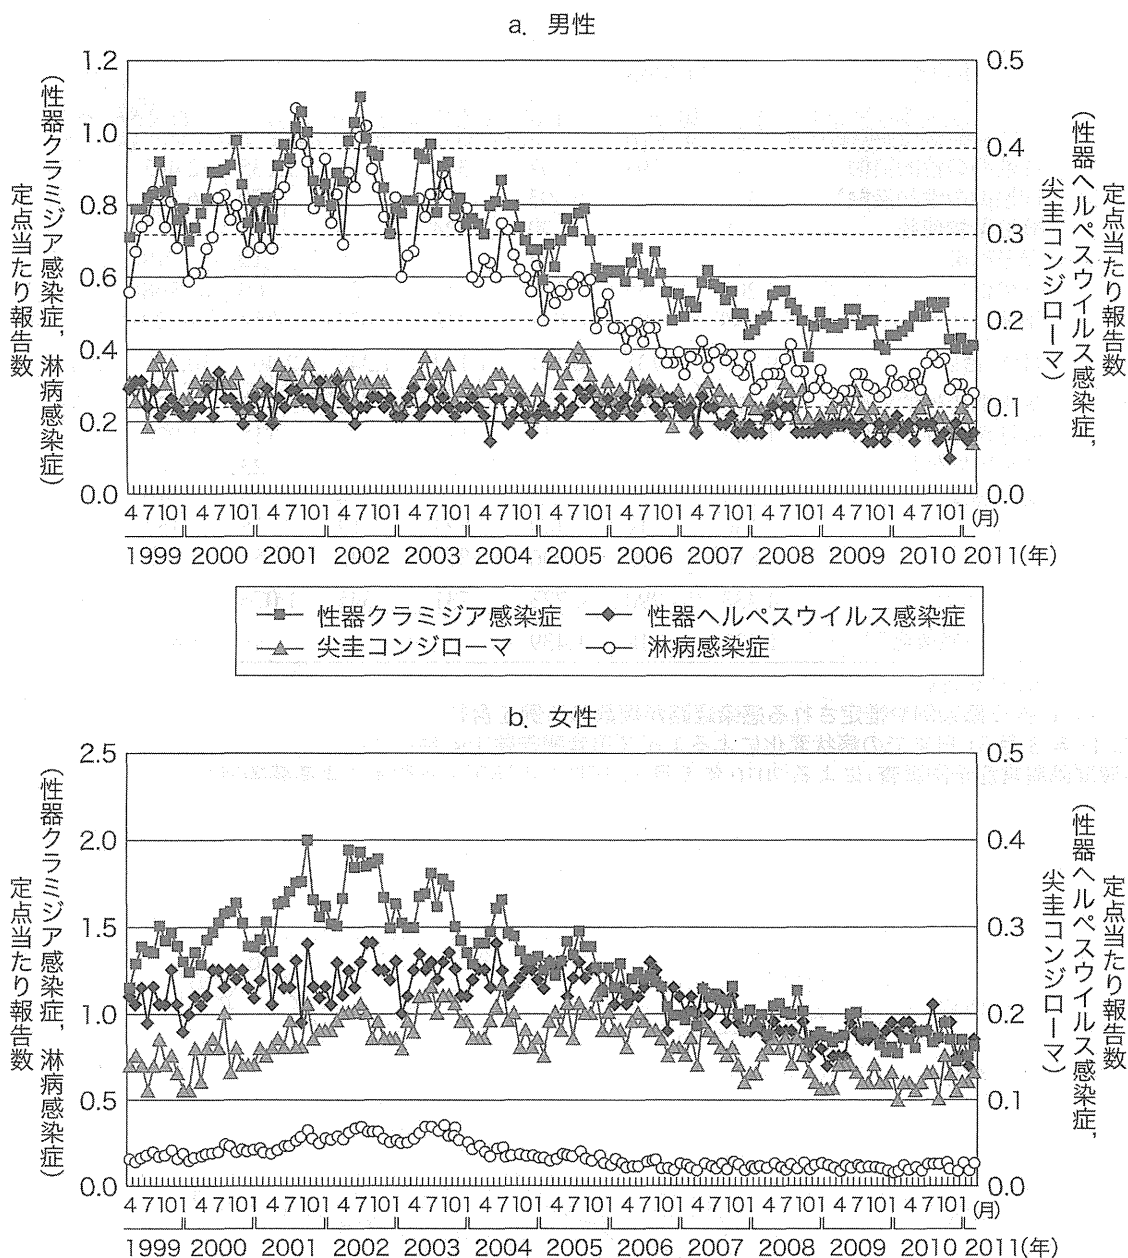 a. 男性
(性器クラミジア感染症, 淋病感染症)
定点当たり報告数
1.2
1.0
0.8
0.6
0.4
0.2
0.0
0.5
0.4
0.3
0.2
0.1
0.0
(性器ヘルペスウイルス感染症,
尖圭コンジローマ)
定点当たり報告数
4 7 10 1 4 7 10 1 4 7 10 1 4 7 10 1 4 7 10 1 4 7 10 1 4 7 10 1 4 7 10 1 4 7 10 1 4 7 10 1 4 7 10 1 4 7 10 1 (月)
1999 2000 2001 2002 2003 2004 2005 2006 2007 2008 2009 2010 2011(年)
性器クラミジア感染症 性器ヘルペスウイルス感染症
尖圭コンジローマ 淋病感染症
b. 女性
(性器クラミジア感染症, 淋病感染症)
定点当たり報告数
2.5
2.0
1.5
1.0
0.5
0.0
0.5
0.4
0.3
0.2
0.1
0.0
(性器ヘルペスウイルス感染症,
尖圭コンジローマ)
定点当たり報告数
4 7 10 1 4 7 10 1 4 7 10 1 4 7 10 1 4 7 10 1 4 7 10 1 4 7 10 1 4 7 10 1 4 7 10 1 4 7 10 1 4 7 10 1 4 7 10 1 (月)
1999 2000 2001 2002 2003 2004 2005 2006 2007 2008 2009 2010 2011(年)